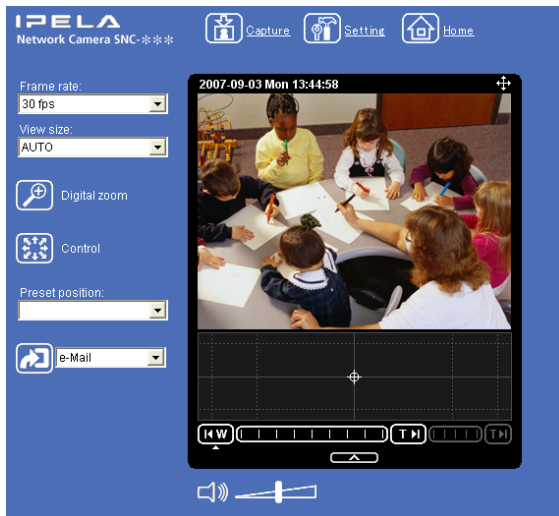 IPELA
Network Camera SNC-***
Capture
Setting
Home
Frame rate:
30 fps
View size:
AUTO
Digital zoom
Control
Preset position:
e-Mail
2007-09-03 Mon 13:44:58
W
T
T